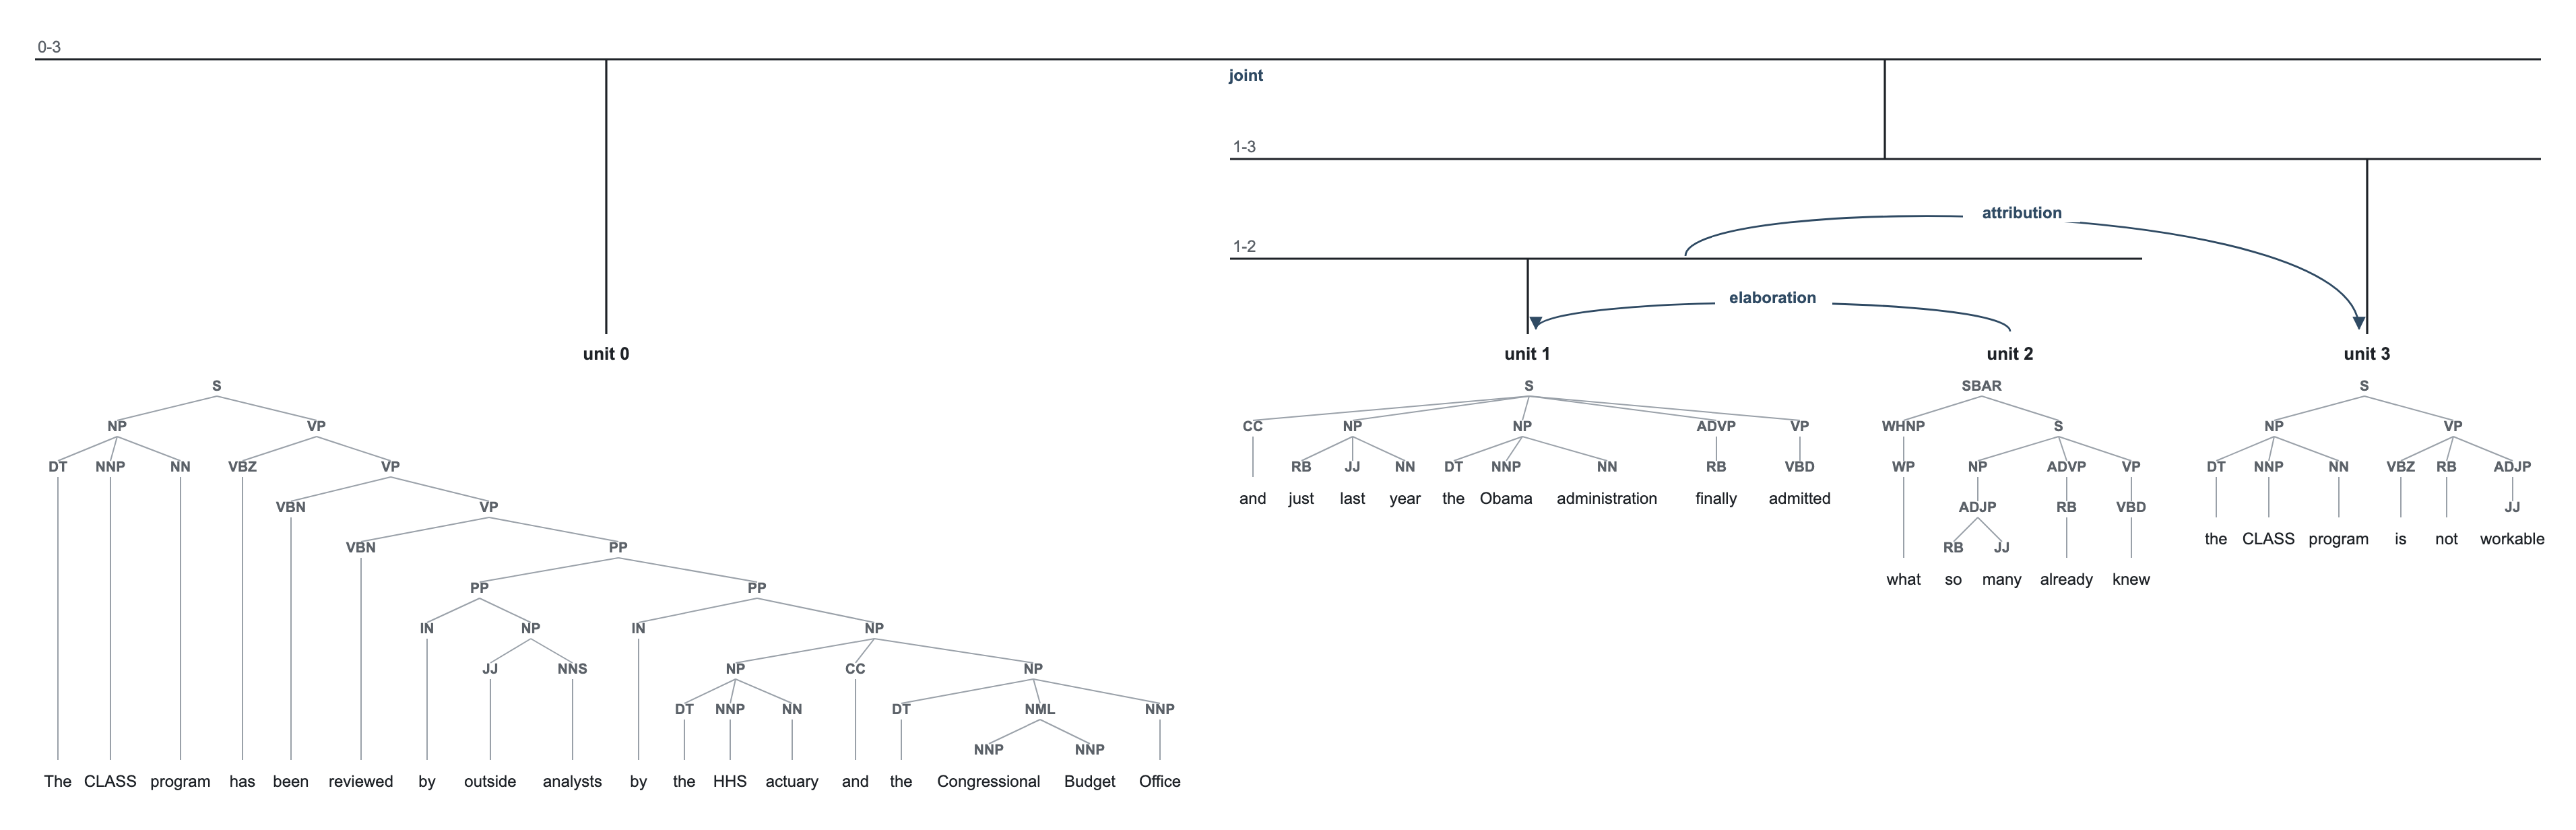 0-3
joint
1-3
attribution
1-2
elaboration
unit 0 unit 1 unit 2 unit 3
S S SBAR S
NP VP CC NP NP ADVP VP WHNP S NP VP
DT NNP NN VBZ VP RB JJ NN DT NNP NN RB VBD WP NP ADVP VP DT NNP NN VBZ RB ADJP
and just last year the Obama administration finally admitted
VBN VP ADJP RB VBD JJ
the CLASS program is not workable
VBN PP RB JJ
what so many already knew
PP PP
IN NP IN NP
JJ NNS NP CC NP
DT NNP NN DT NML NNP
NNP NNP
The CLASS program has been reviewed by outside analysts by the HHS actuary and the Congressional Budget Office